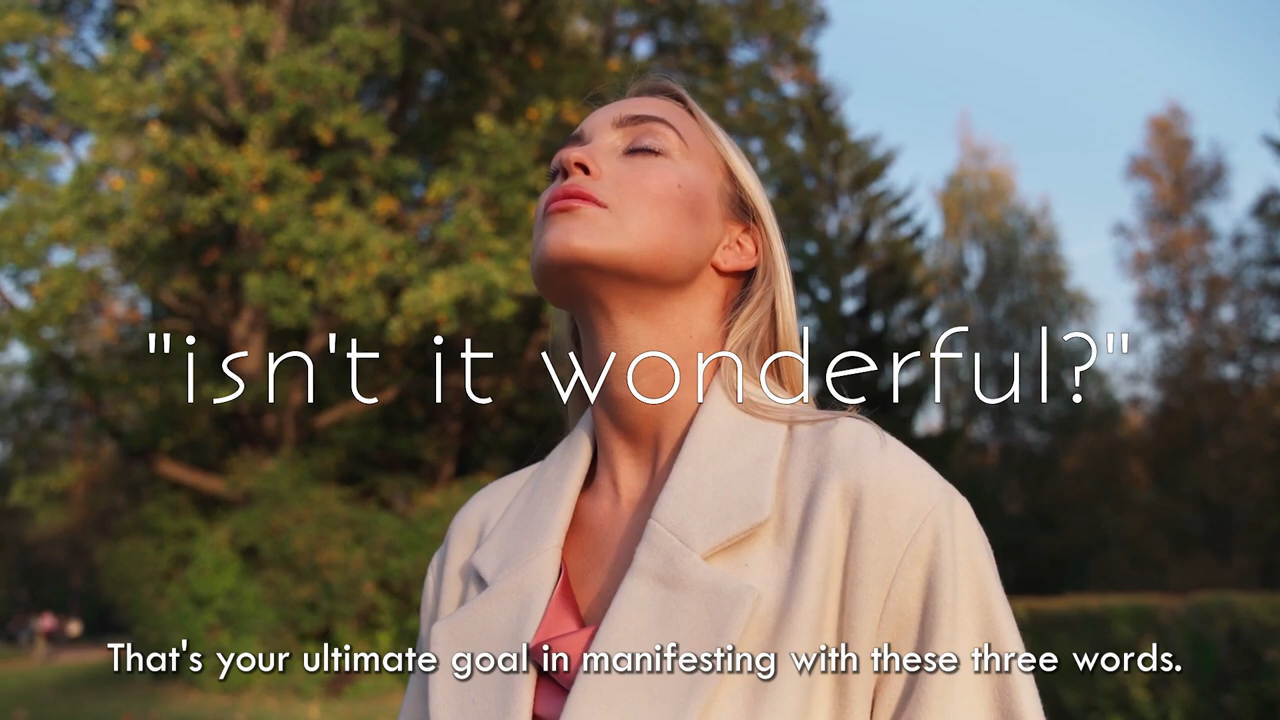 "isn't it wonderful?"
That's your ultimate goal in manifesting with these three words.